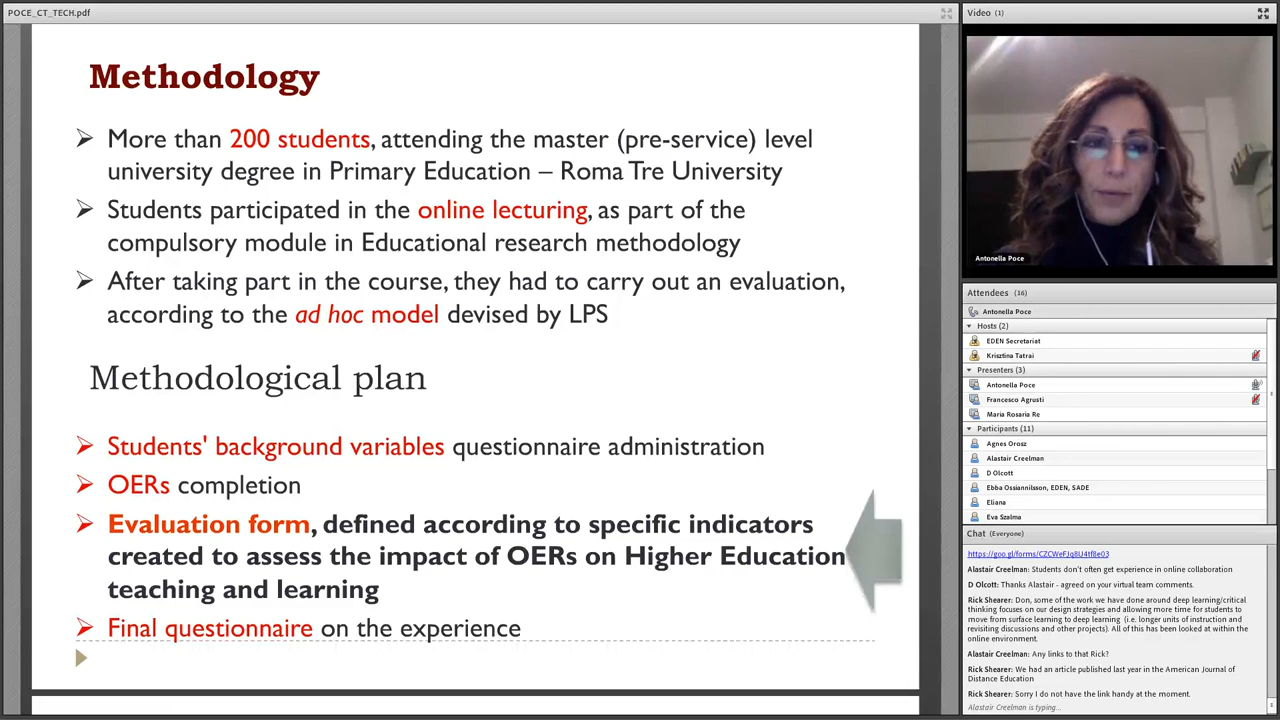 POCE_CT_TECH.pdf
Methodology
More than 200 students, attending the master (pre-service) level
university degree in Primary Education – Roma Tre University
Students participated in the online lecturing, as part of the
compulsory module in Educational research methodology
After taking part in the course, they had to carry out an evaluation,
according to the ad hoc model devised by LPS
Methodological plan
Students' background variables questionnaire administration
OERs completion
Evaluation form, defined according to specific indicators
created to assess the impact of OERs on Higher Education
teaching and learning
Final questionnaire on the experience
Video (1)
Antonella Poce
Attendees (16)
Antonella Poce
Hosts (2)
EDEN Secretariat
Krisztina Tatrai
Presenters (3)
Antonella Poce
Francesco Agrusti
Maria Rosaria Re
Participants (11)
Agnes Orosz
Alastair Creelman
D Olcott
Ebba Ossiannilsson, EDEN, SADE
Eliana
Eva Szalma
Chat (Everyone)
https://goo.gl/forms/CZCWeFJq8U4tf8e03
Alastair Creelman: Students don't often get experience in online collaboration
D Olcott: Thanks Alastair - agreed on your virtual team comments.
Rick Shearer: Don, some of the work we have done around deep learning/critical
thinking focuses on our design strategies and allowing more time for students to
move from surface learning to deep learning (i.e. longer units of instruction and
revisiting discussions and other projects). All of this has been looked at within the
online environment.
Alastair Creelman: Any links to that Rick?
Rick Shearer: We had an article published last year in the American Journal of
Distance Education
Rick Shearer: Sorry I do not have the link handy at the moment.
Alastair Creelman is typing...